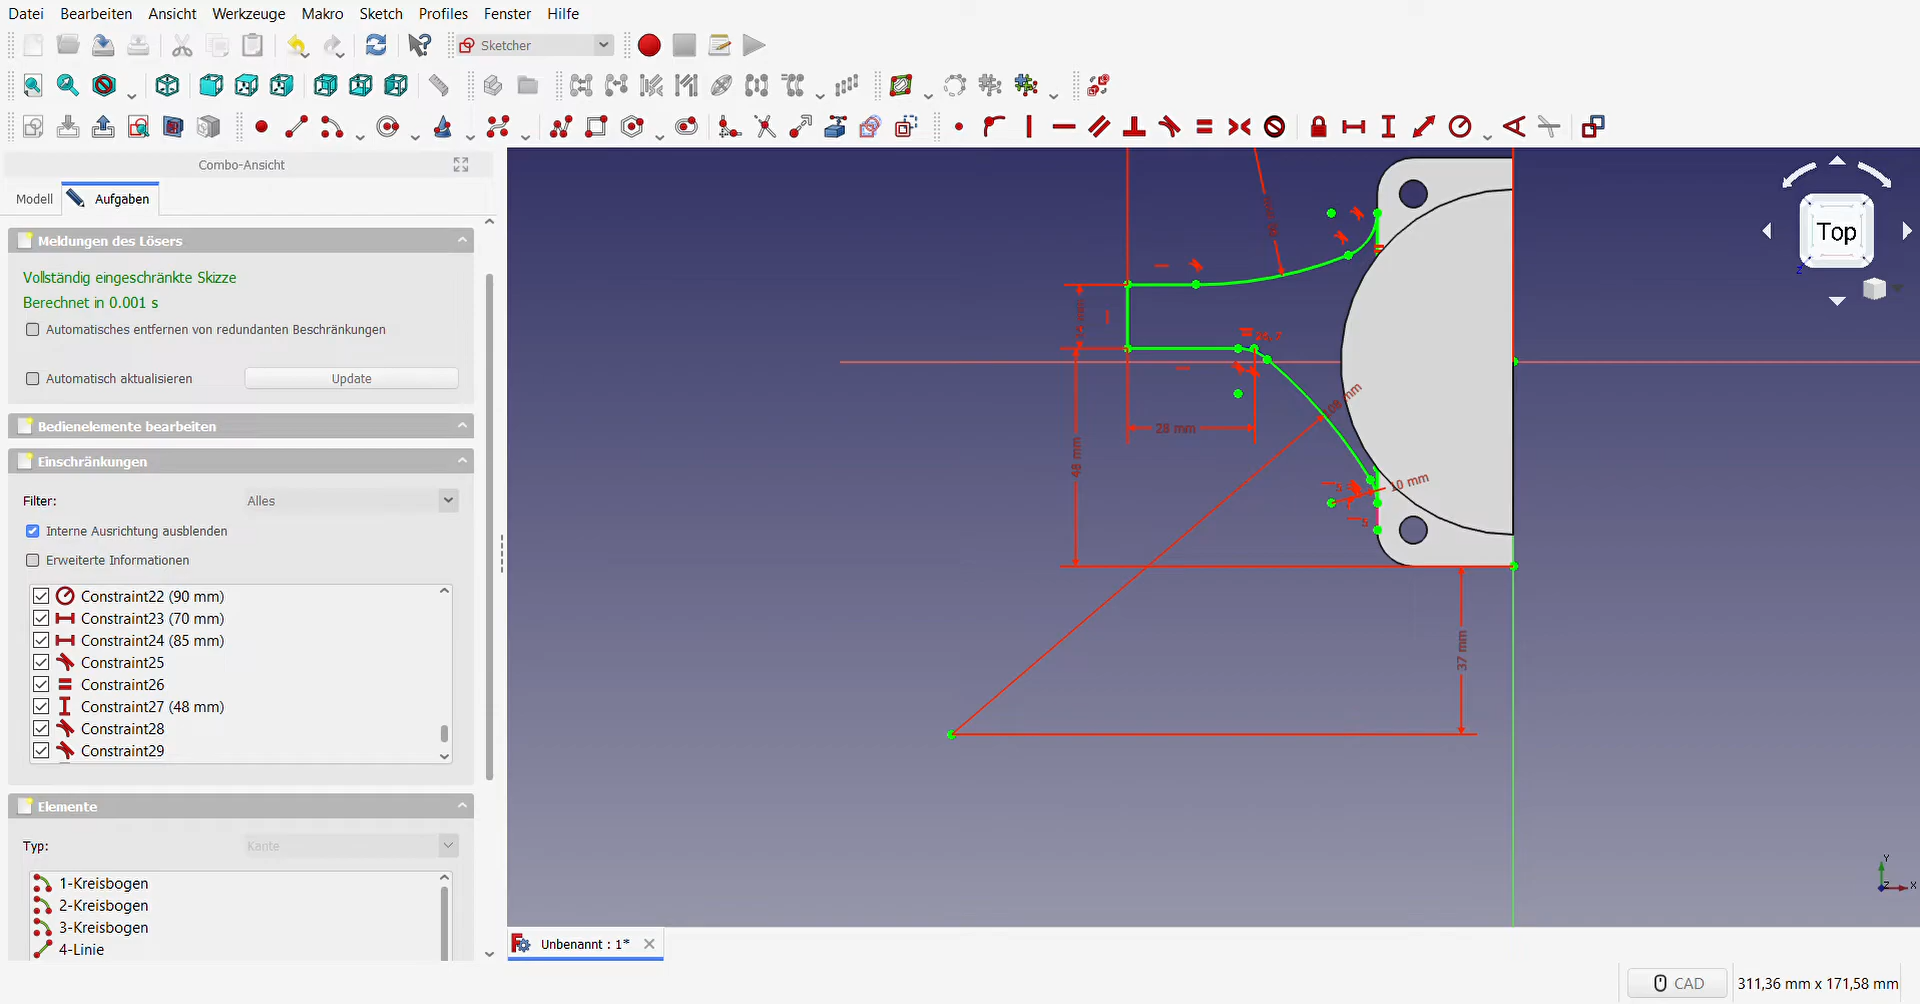 Datei Bearbeiten Ansicht Werkzeuge Makro Sketch Profiles Fenster Hilfe
Sketcher
Combo-Ansicht
Modell Aufgaben
Meldungen des Lösers
Vollständig eingeschränkte Skizze
Berechnet in 0.001 s
Automatisches entfernen von redundanten Beschränkungen
Automatisch aktualisieren Update
Bedienelemente bearbeiten
Einschränkungen
Filter: Alles
Interne Ausrichtung ausblenden
Erweiterte Informationen
Constraint22 (90 mm)
Constraint23 (70 mm)
Constraint24 (85 mm)
Constraint25
Constraint26
Constraint27 (48 mm)
Constraint28
Constraint29
Elemente
Typ: Kante
1-Kreisbogen
2-Kreisbogen
3-Kreisbogen
4-Linie
108 mm
28 mm
48 mm
10 mm
37 mm
Top
Z
Y
Z X
Unbenannt : 1*
CAD 311,36 mm x 171,58 mm